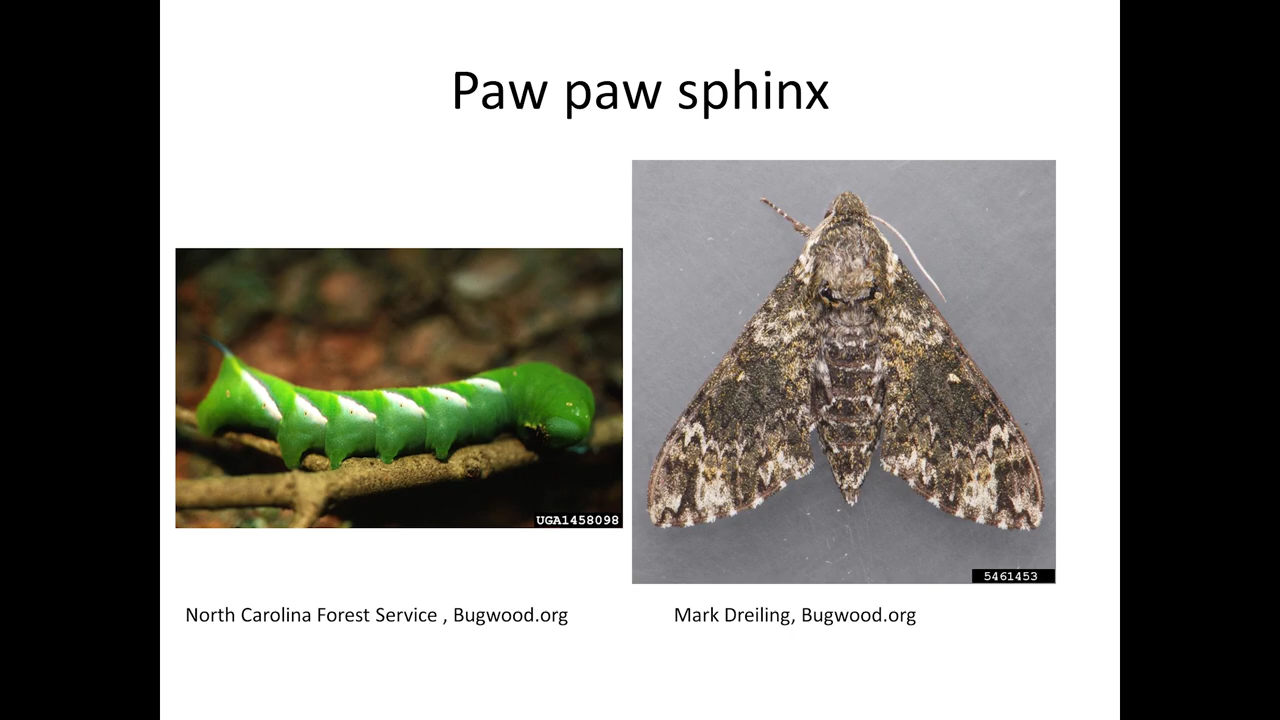 Paw paw sphinx
UGA1458098
5461453
North Carolina Forest Service , Bugwood.org
Mark Dreiling, Bugwood.org